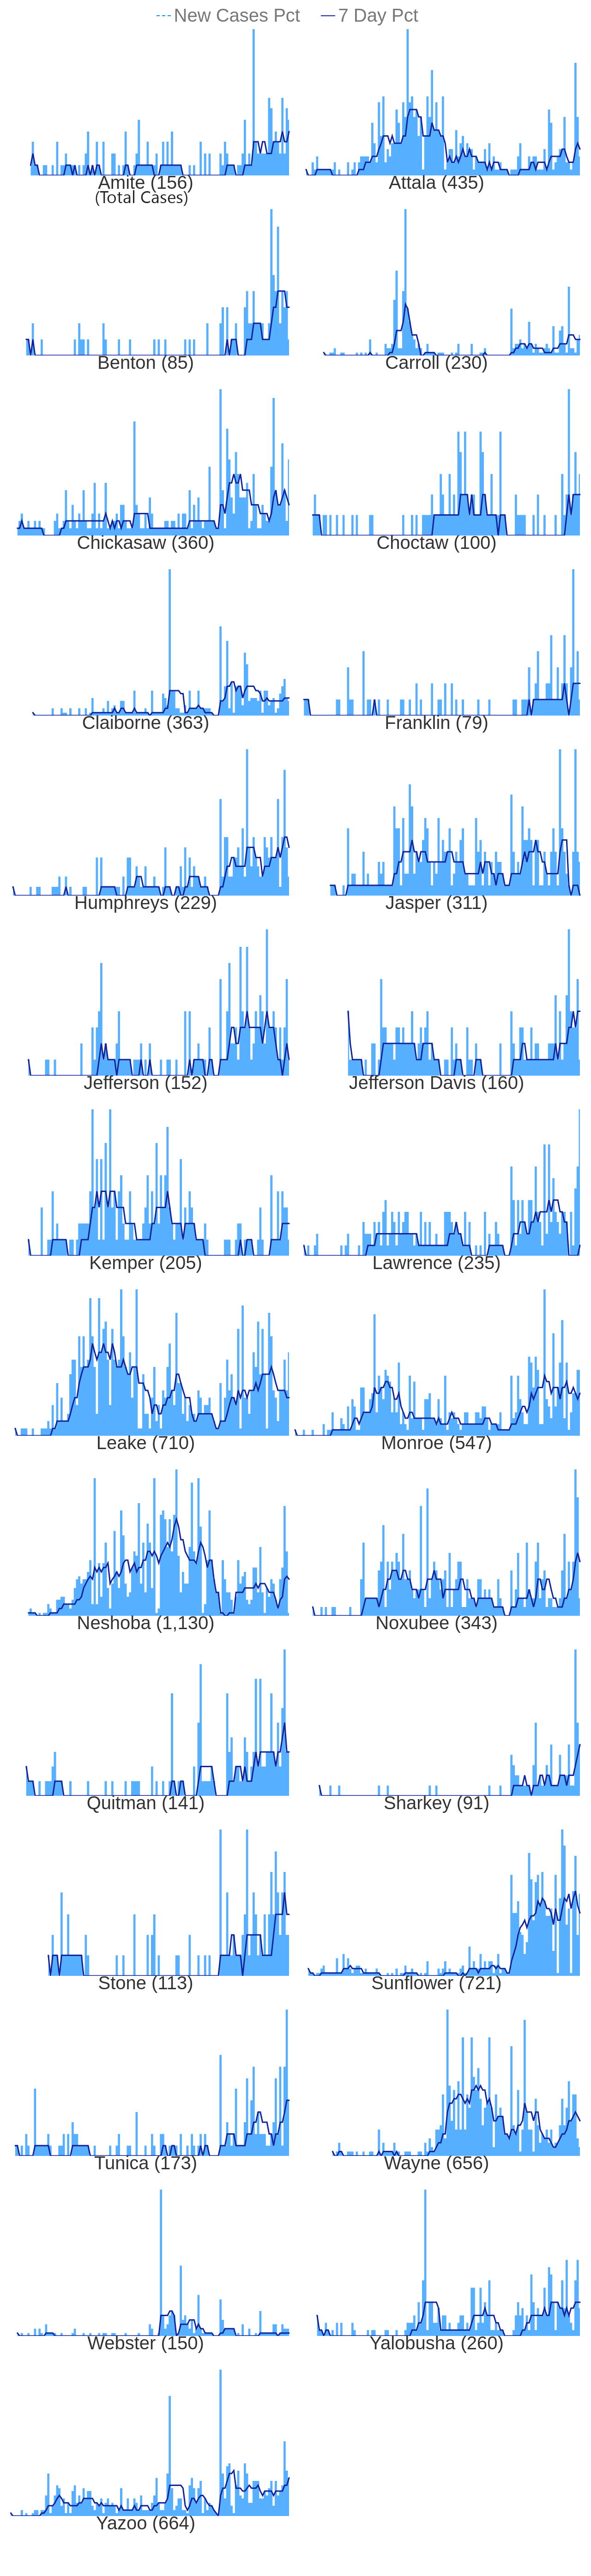 New Cases Pct 7 Day Pct
Amite (156) Attala (435)
(Total Cases)
Benton (85) Carroll (230)
Chickasaw (360) Choctaw (100)
Claiborne (363) Franklin (79)
Humphreys (229) Jasper (311)
Jefferson (152) Jefferson Davis (160)
Kemper (205) Lawrence (235)
Leake (710) Monroe (547)
Neshoba (1,130) Noxubee (343)
Quitman (141) Sharkey (91)
Stone (113) Sunflower (721)
Tunica (173) Wayne (656)
Webster (150) Yalobusha (260)
Yazoo (664)